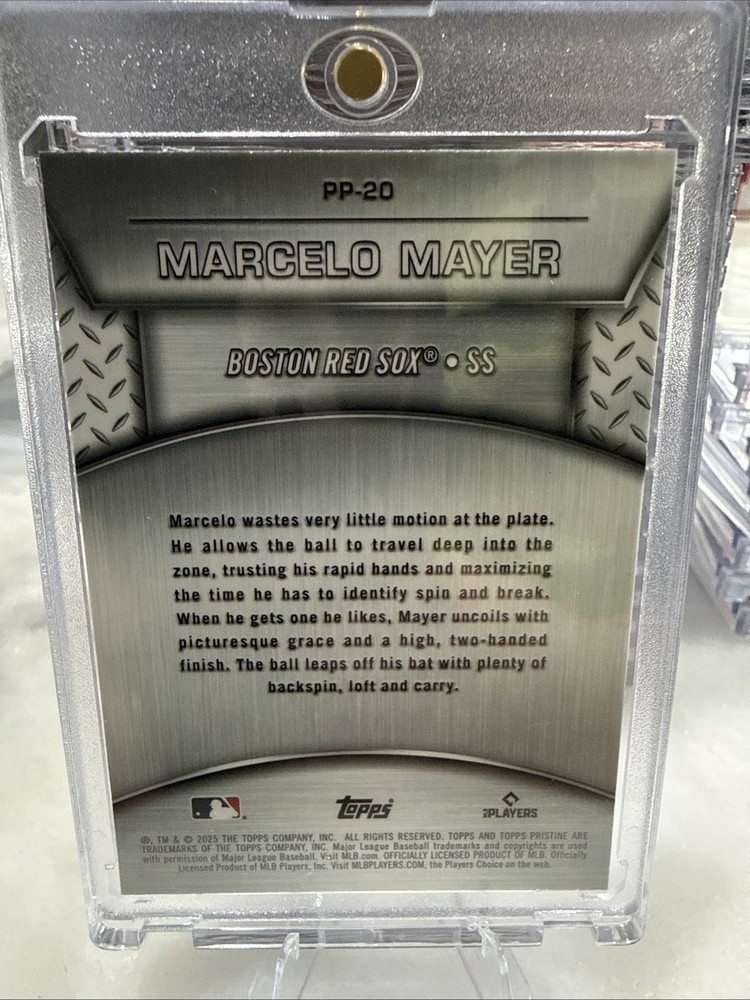 PP-20
MARCELO MAYER
BOSTON RED SOX® • SS
Marcelo wastes very little motion at the plate.
He allows the ball to travel deep into the
zone, trusting his rapid hands and maximizing
the time he has to identify spin and break.
When he gets one he likes, Mayer uncoils with
picturesque grace and a high, two-handed
finish. The ball leaps off his bat with plenty of
backspin, loft and carry.
topps
PLAYERS
®, TM & © 2025 THE TOPPS COMPANY, INC. ALL RIGHTS RESERVED. TOPPS AND TOPPS PRISTINE ARE
TRADEMARKS OF THE TOPPS COMPANY, INC. Major League Baseball trademarks and copyrights are used
with permission of Major League Baseball. Visit MLB.com. OFFICIALLY LICENSED PRODUCT OF MLB. Officially
Licensed Product of MLB Players, Inc. Visit MLBPLAYERS.COM, the Players Choice on the web.